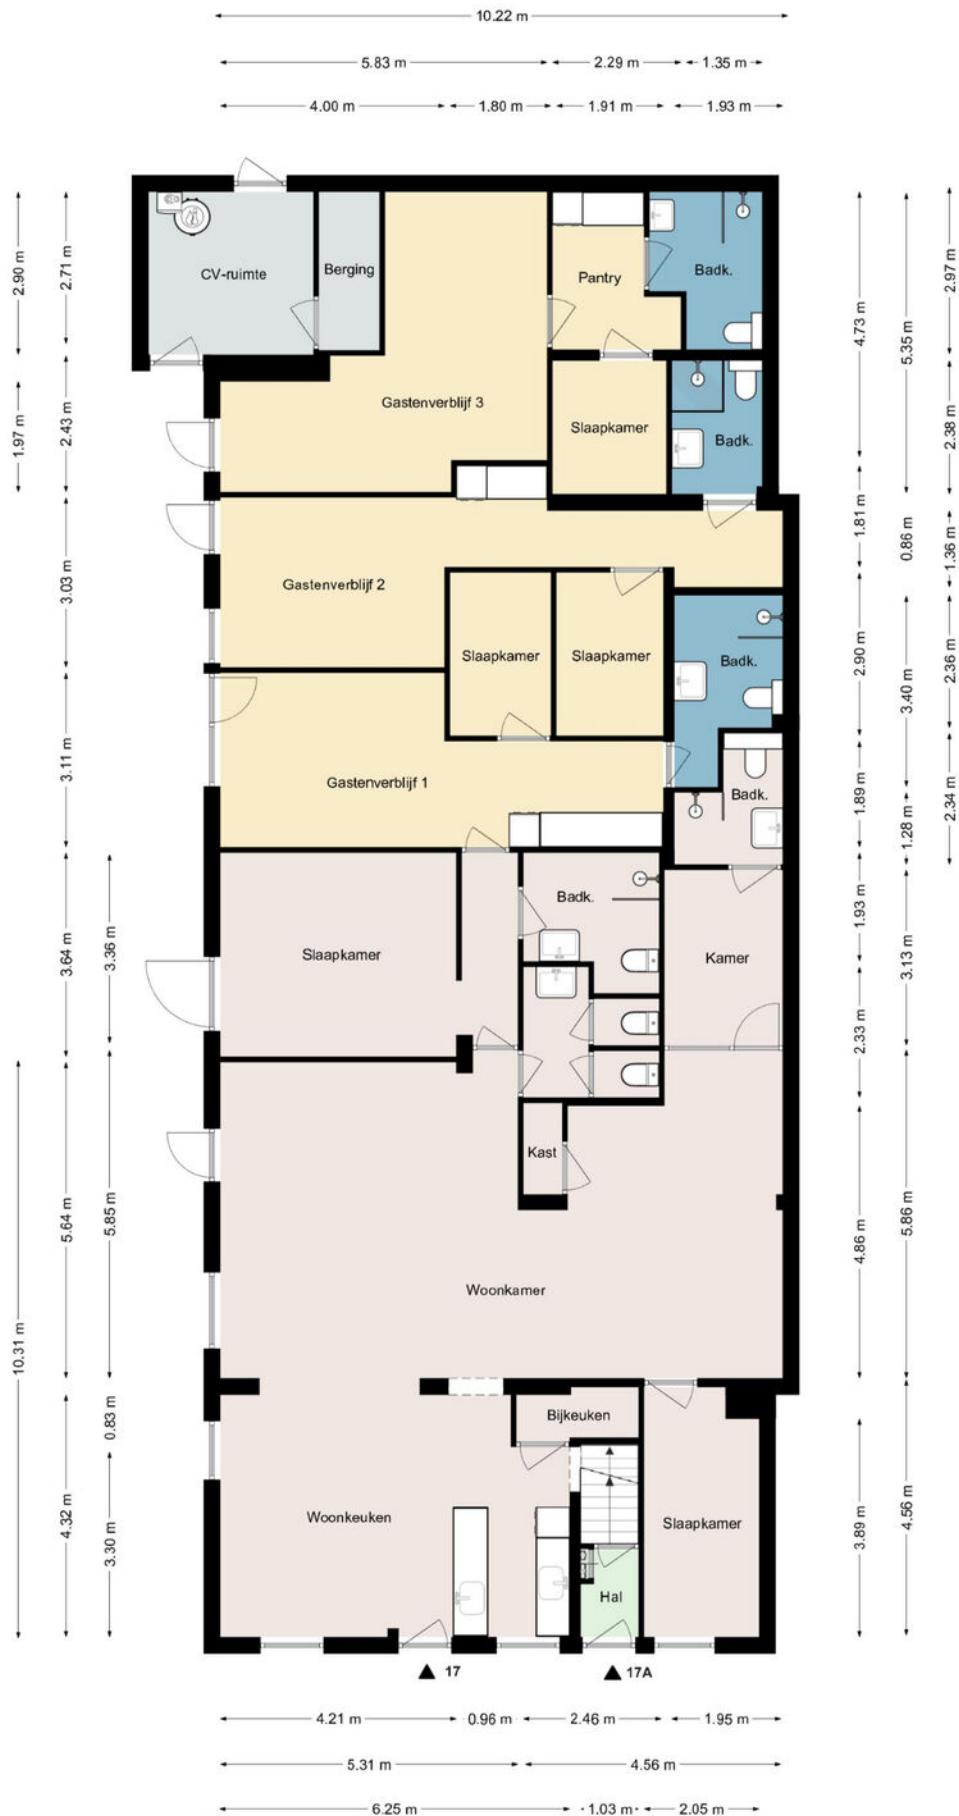 10.22 m
5.83 m 2.29 m 1.35 m
4.00 m 1.80 m 1.91 m 1.93 m
2.90 m
1.97 m
10.31 m
2.71 m
2.43 m
3.03 m
3.11 m
3.64 m
5.64 m
4.32 m
3.36 m
5.85 m
0.83 m
3.30 m
CV-ruimte
Berging
Pantry
Badk.
Gastenverblijf 3
Slaapkamer
Badk.
Gastenverblijf 2
Slaapkamer
Slaapkamer
Badk.
Gastenverblijf 1
Badk.
Slaapkamer
Badk.
Kamer
Kast
Woonkamer
Bijkeuken
Woonkeuken
Slaapkamer
Hal
17
17A
4.73 m
1.81 m
2.90 m
1.89 m
1.93 m
2.33 m
4.86 m
3.89 m
5.35 m
0.86 m
3.40 m
1.28 m
3.13 m
5.86 m
4.56 m
2.97 m
2.38 m
1.36 m
2.36 m
2.34 m
4.21 m 0.96 m 2.46 m 1.95 m
5.31 m 4.56 m
6.25 m 1.03 m 2.05 m